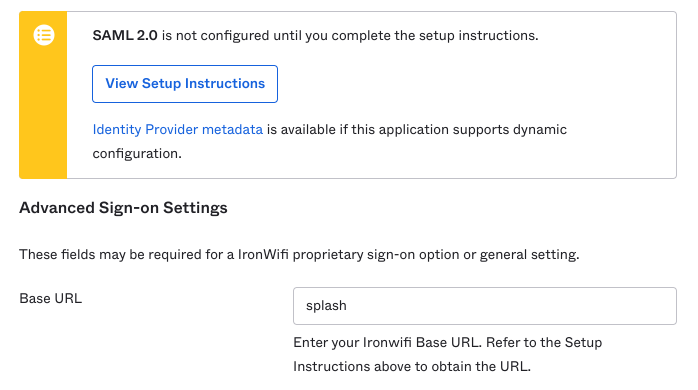 SAML 2.0 is not configured until you complete the setup instructions.
View Setup Instructions
Identity Provider metadata is available if this application supports dynamic
configuration.
Advanced Sign-on Settings
These fields may be required for a IronWifi proprietary sign-on option or general setting.
Base URL
splash
Enter your Ironwifi Base URL. Refer to the Setup
Instructions above to obtain the URL.